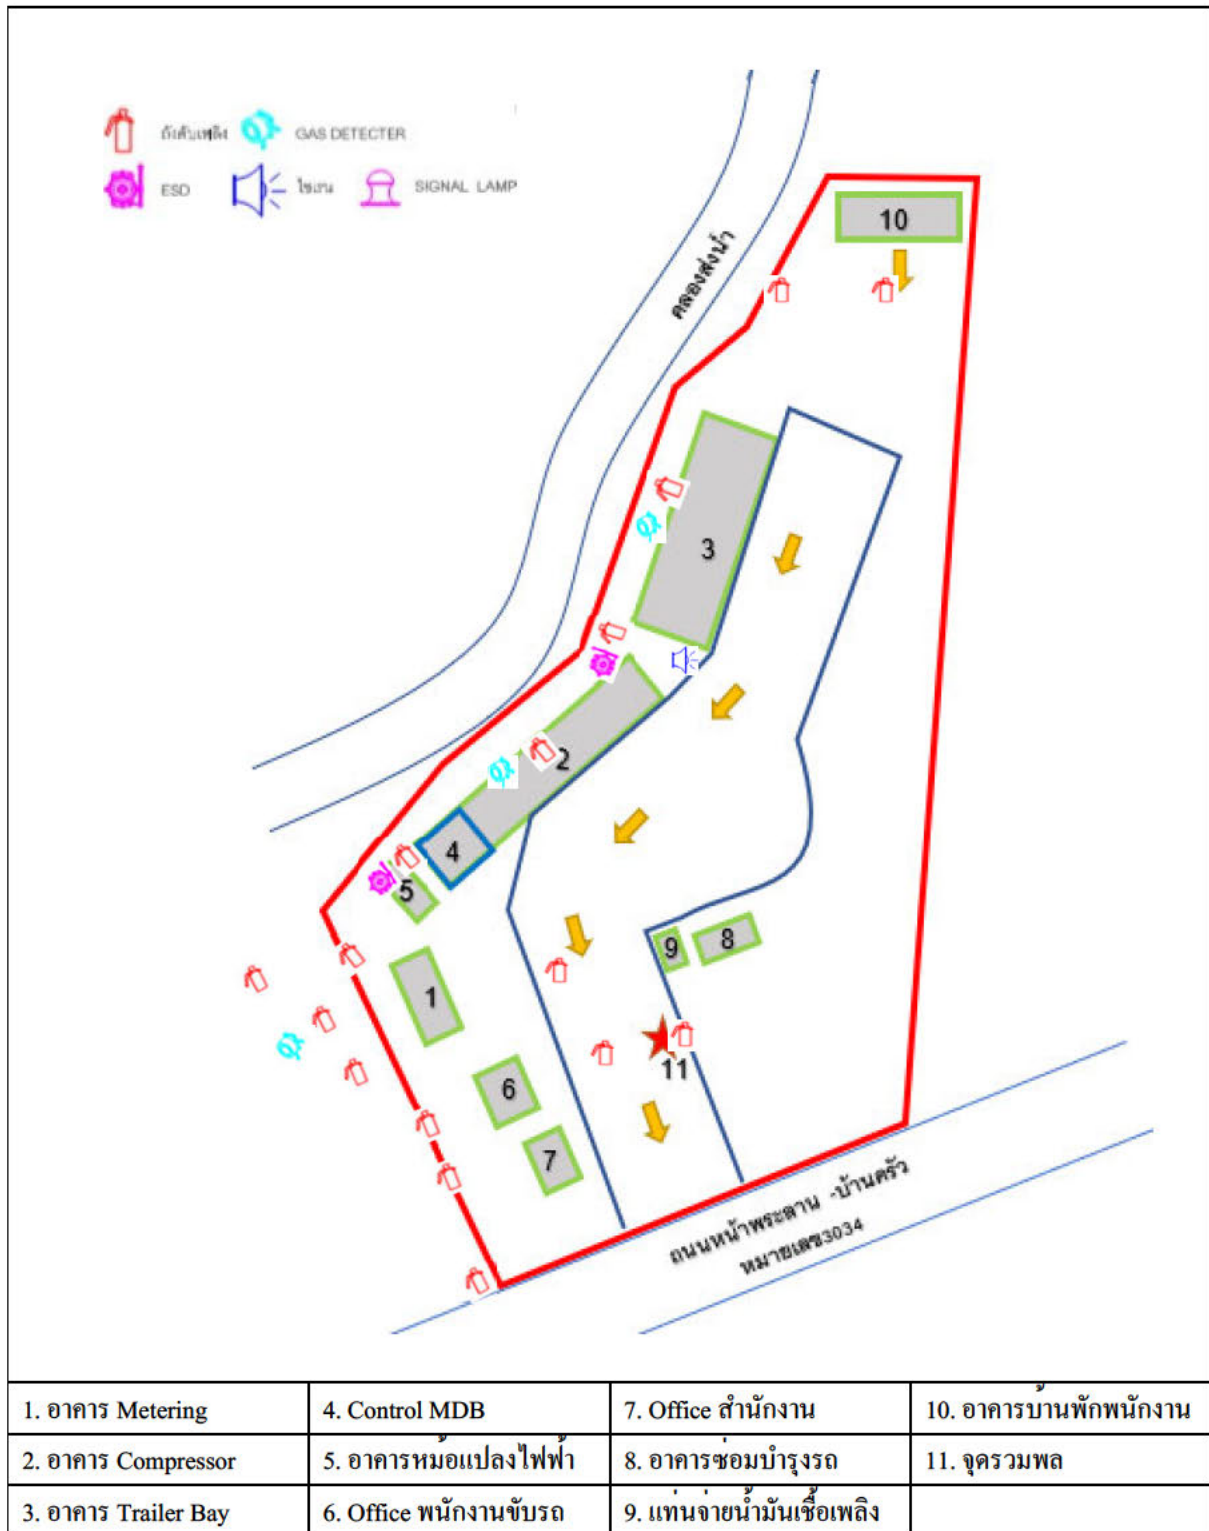 ถังดับเพลิง GAS DETECTER
ESD ไซเรน SIGNAL LAMP
10
คลองส่งน้ำ
3
2
4
5
9 8
1
11
6
7
ถนนหน้าพระลาน -บ้านครัว
หมายเลข3034
1. อาคาร Metering 4. Control MDB 7. Office สำนักงาน 10. อาคารบ้านพักพนักงาน
2. อาคาร Compressor 5. อาคารหม้อแปลงไฟฟ้า 8. อาคารซ่อมบำรุงรถ 11. จุดรวมพล
3. อาคาร Trailer Bay 6. Office พนักงานขับรถ 9. แท่นจ่ายน้ำมันเชื้อเพลิง